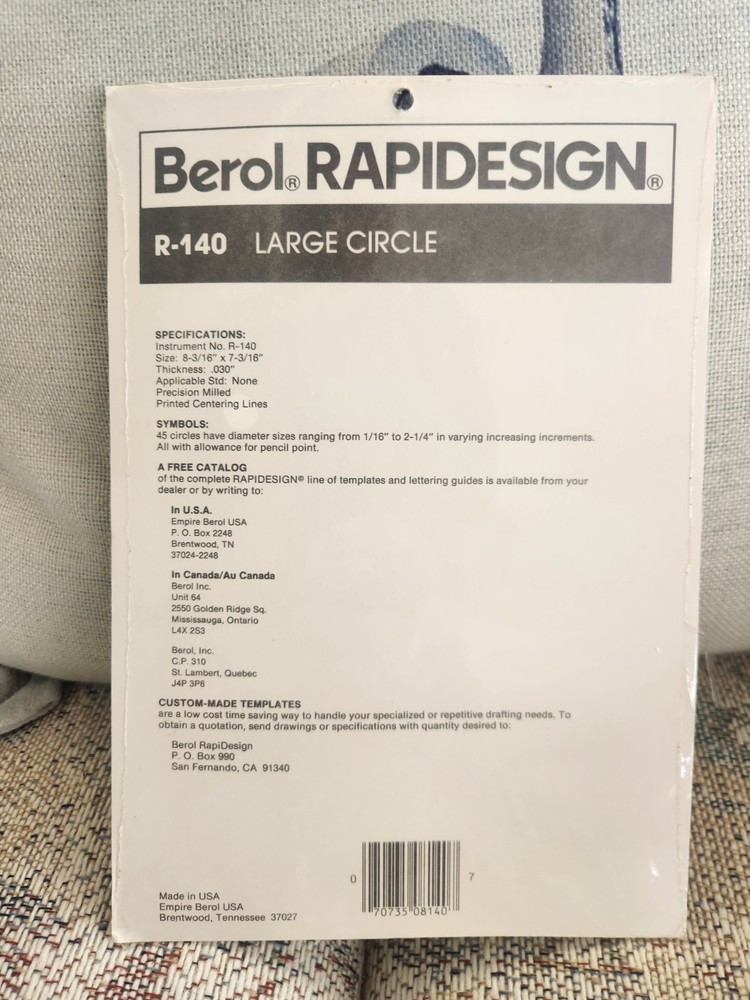 Berol® RAPIDESIGN®
R-140 LARGE CIRCLE
SPECIFICATIONS:
Instrument No. R-140
Size: 8-3/16" x 7-3/16"
Thickness: .030"
Applicable Std: None
Precision Milled
Printed Centering Lines
SYMBOLS:
45 circles have diameter sizes ranging from 1/16" to 2-1/4" in varying increasing increments.
All with allowance for pencil point.
A FREE CATALOG
of the complete RAPIDESIGN® line of templates and lettering guides is available from your
dealer or by writing to:
In U.S.A.
Empire Berol USA
P. O. Box 2248
Brentwood, TN
37024-2248
In Canada/Au Canada
Berol Inc.
Unit 64
2550 Golden Ridge Sq.
Mississauga, Ontario
L4X 2S3
Berol, Inc.
C.P. 310
St. Lambert, Quebec
J4P 3P8
CUSTOM-MADE TEMPLATES
are a low cost time saving way to handle your specialized or repetitive drafting needs. To
obtain a quotation, send drawings or specifications with quantity desired to:
Berol RapiDesign
P. O. Box 990
San Fernando, CA 91340
0 70735 08140 7
Made in USA
Empire Berol USA
Brentwood, Tennessee 37027